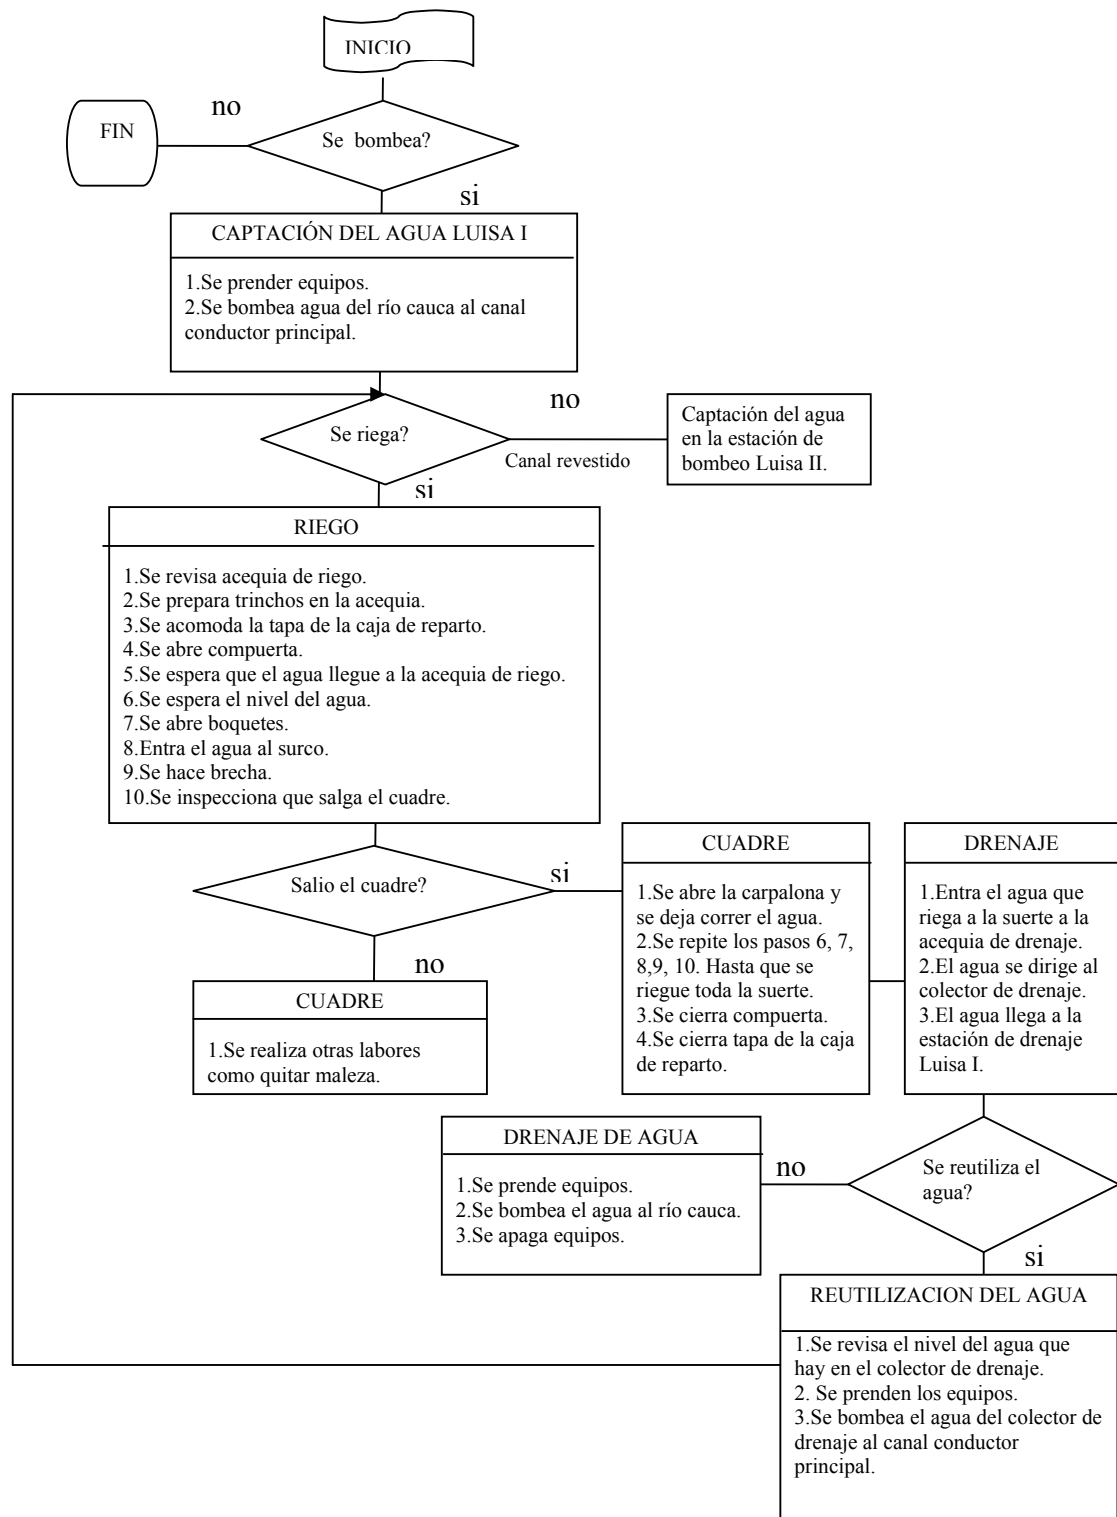 INICIO
no
FIN
Se bombea?
si
CAPTACIÓN DEL AGUA LUISA I
1.Se prender equipos.
2.Se bombea agua del río cauca al canal
conductor principal.
no
Se riega?
Canal revestido
Captación del agua
en la estación de
bombeo Luisa II.
si
RIEGO
1.Se revisa acequia de riego.
2.Se prepara trinchos en la acequia.
3.Se acomoda la tapa de la caja de reparto.
4.Se abre compuerta.
5.Se espera que el agua llegue a la acequia de riego.
6.Se espera el nivel del agua.
7.Se abre boquetes.
8.Entra el agua al surco.
9.Se hace brecha.
10.Se inspecciona que salga el cuadre.
Salio el cuadre?
si
no
CUADRE
1.Se realiza otras labores
como quitar maleza.
CUADRE
1.Se abre la carpalona y
se deja correr el agua.
2.Se repite los pasos 6, 7,
8,9, 10. Hasta que se
riegue toda la suerte.
3.Se cierra compuerta.
4.Se cierra tapa de la caja
de reparto.
DRENAJE
1.Entra el agua que
riega a la suerte a la
acequia de drenaje.
2.El agua se dirige al
colector de drenaje.
3.El agua llega a la
estación de drenaje
Luisa I.
Se reutiliza el
agua?
no
DRENAJE DE AGUA
1.Se prende equipos.
2.Se bombea el agua al río cauca.
3.Se apaga equipos.
si
REUTILIZACION DEL AGUA
1.Se revisa el nivel del agua que
hay en el colector de drenaje.
2. Se prenden los equipos.
3.Se bombea el agua del colector de
drenaje al canal conductor
principal.